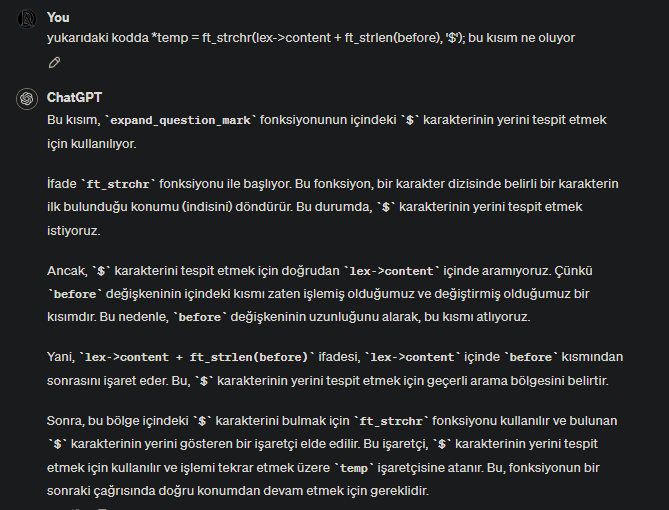 You
yukarıdaki kodda *temp = ft_strchr(lex->content + ft_strlen(before), '$'); bu kısım ne oluyor
ChatGPT
Bu kısım, `expand_question_mark` fonksiyonunun içindeki `$` karakterinin yerini tespit etmek
için kullanılıyor.
İfade `ft_strchr` fonksiyonu ile başlıyor. Bu fonksiyon, bir karakter dizisinde belirli bir karakterin
ilk bulunduğu konumu (indisini) döndürür. Bu durumda, `$` karakterinin yerini tespit etmek
istiyoruz.
Ancak, `$` karakterini tespit etmek için doğrudan `lex->content` içinde aramıyoruz. Çünkü
`before` değişkeninin içindeki kısmı zaten işlemiş olduğumuz ve değiştirmiş olduğumuz bir
kısımdır. Bu nedenle, `before` değişkeninin uzunluğunu alarak, bu kısmı atlıyoruz.
Yani, `lex->content + ft_strlen(before)` ifadesi, `lex->content` içinde `before` kısmından
sonrasını işaret eder. Bu, `$` karakterinin yerini tespit etmek için geçerli arama bölgesini belirtir.
Sonra, bu bölge içindeki `$` karakterini bulmak için `ft_strchr` fonksiyonu kullanılır ve bulunan
`$` karakterinin yerini gösteren bir işaretçi elde edilir. Bu işaretçi, `$` karakterinin yerini tespit
etmek için kullanılır ve işlemi tekrar etmek üzere `temp` işaretçisine atanır. Bu, fonksiyonun bir
sonraki çağrısında doğru konumdan devam etmek için gereklidir.